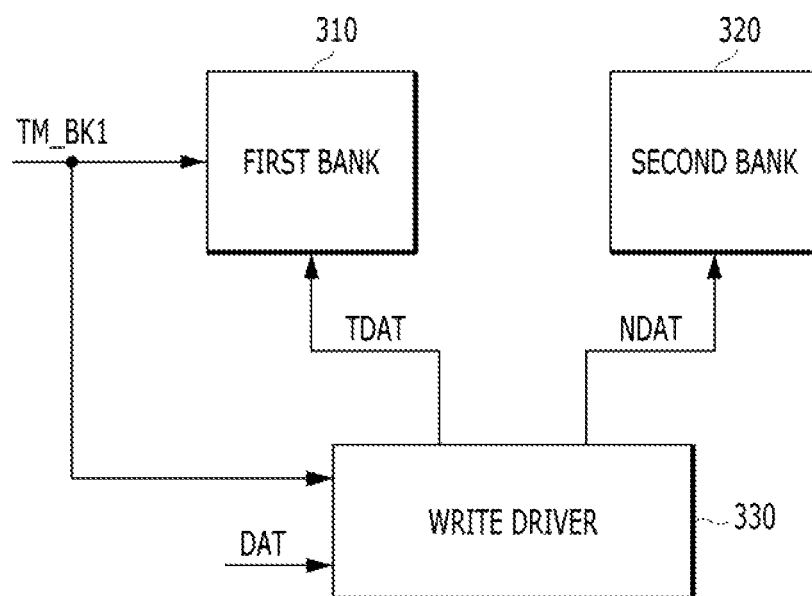 310
320
TM_BK1
FIRST BANK
SECOND BANK
TDAT
NDAT
WRITE DRIVER
330
DAT